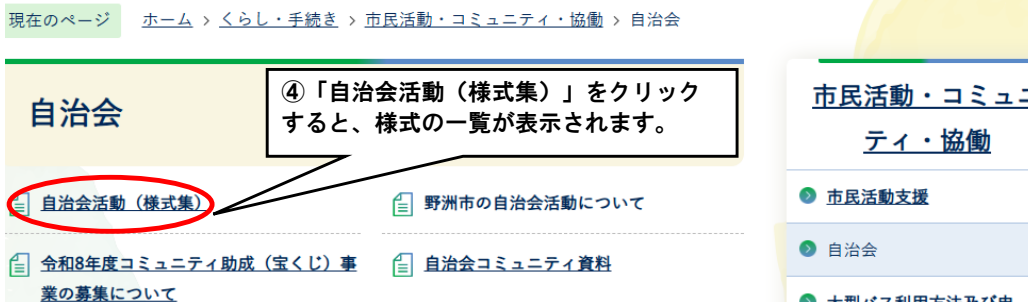 現在のページ ホーム > くらし・手続き > 市民活動・コミュニティ・協働 > 自治会
自治会
④「自治会活動（様式集）」をクリック
すると、様式の一覧が表示されます。
自治会活動（様式集）
野洲市の自治会活動について
令和8年度コミュニティ助成（宝くじ）事
業の募集について
自治会コミュニティ資料
市民活動・コミュニ
ティ・協働
市民活動支援
自治会